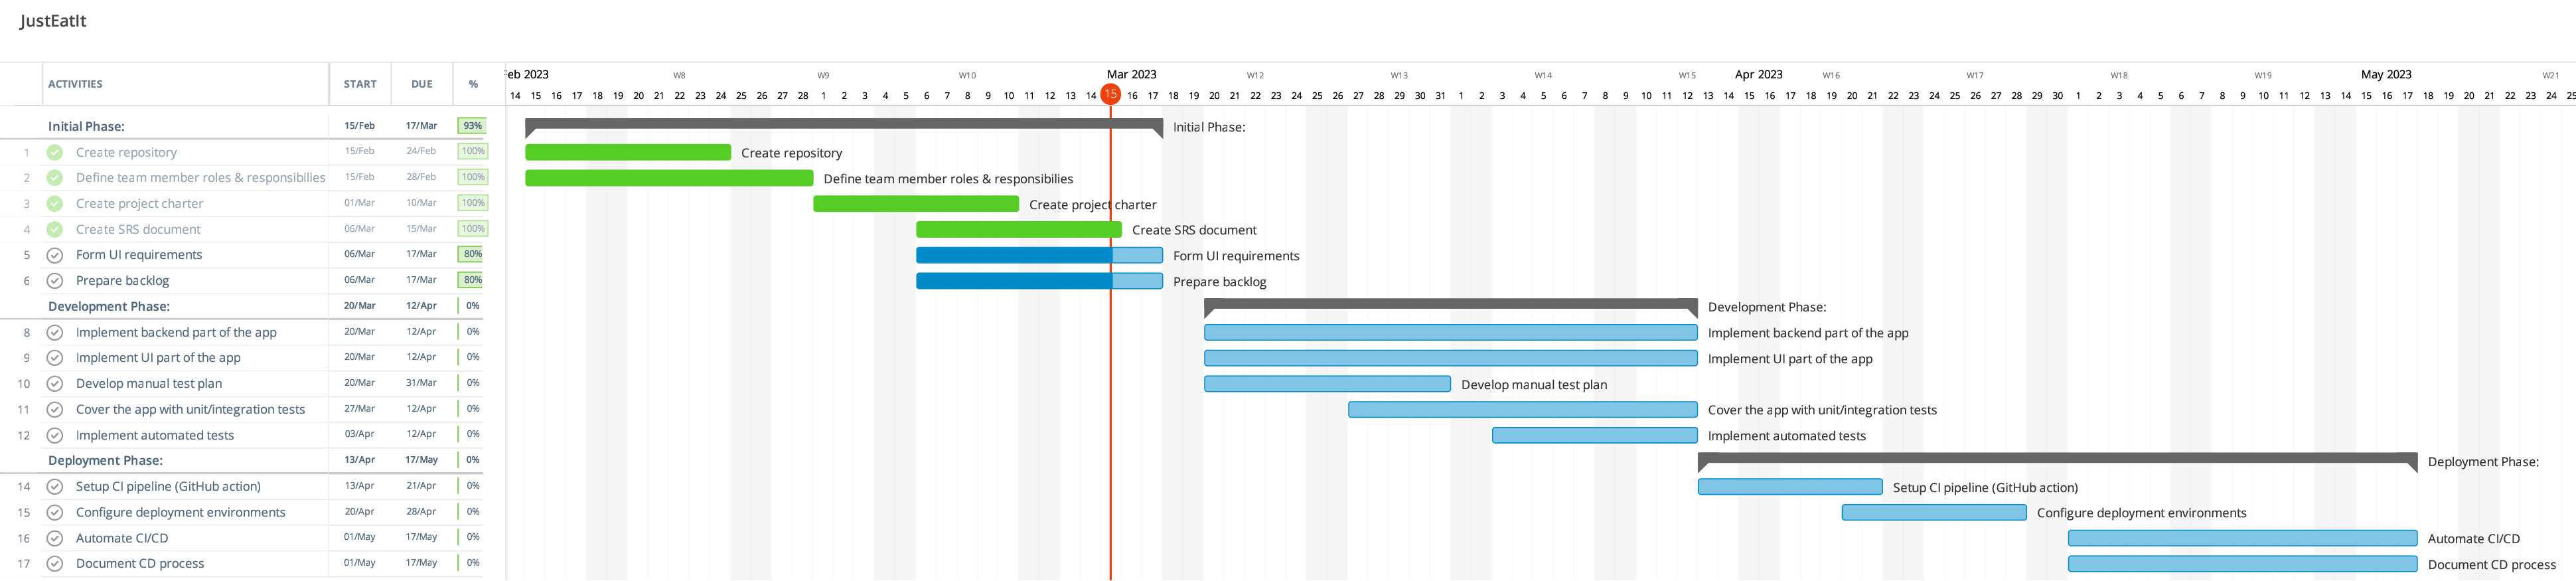 JustEatIt
ACTIVITIES START DUE % eb 2023 W8 W9 W10 Mar 2023 W12 W13 W14 W15 Apr 2023 W16 W17 W18 W19 May 2023 W21
14 15 16 17 18 19 20 21 22 23 24 25 26 27 28 1 2 3 4 5 6 7 8 9 10 11 12 13 14 15 16 17 18 19 20 21 22 23 24 25 26 27 28 29 30 31 1 2 3 4 5 6 7 8 9 10 11 12 13 14 15 16 17 18 19 20 21 22 23 24 25 26 27 28 29 30 1 2 3 4 5 6 7 8 9 10 11 12 13 14 15 16 17 18 19 20 21 22 23 24 25
Initial Phase: 15/Feb 17/Mar 93% Initial Phase:
1 Create repository 15/Feb 24/Feb 100% Create repository
2 Define team member roles & responsibilies 15/Feb 28/Feb 100% Define team member roles & responsibilies
3 Create project charter 01/Mar 10/Mar 100% Create project charter
4 Create SRS document 06/Mar 15/Mar 100% Create SRS document
5 Form UI requirements 06/Mar 17/Mar 80% Form UI requirements
6 Prepare backlog 06/Mar 17/Mar 80% Prepare backlog
Development Phase: 20/Mar 12/Apr 0% Development Phase:
8 Implement backend part of the app 20/Mar 12/Apr 0% Implement backend part of the app
9 Implement UI part of the app 20/Mar 12/Apr 0% Implement UI part of the app
10 Develop manual test plan 20/Mar 31/Mar 0% Develop manual test plan
11 Cover the app with unit/integration tests 27/Mar 12/Apr 0% Cover the app with unit/integration tests
12 Implement automated tests 03/Apr 12/Apr 0% Implement automated tests
Deployment Phase: 13/Apr 17/May 0% Deployment Phase:
14 Setup CI pipeline (GitHub action) 13/Apr 21/Apr 0% Setup CI pipeline (GitHub action)
15 Configure deployment environments 20/Apr 28/Apr 0% Configure deployment environments
16 Automate CI/CD 01/May 17/May 0% Automate CI/CD
17 Document CD process 01/May 17/May 0% Document CD process